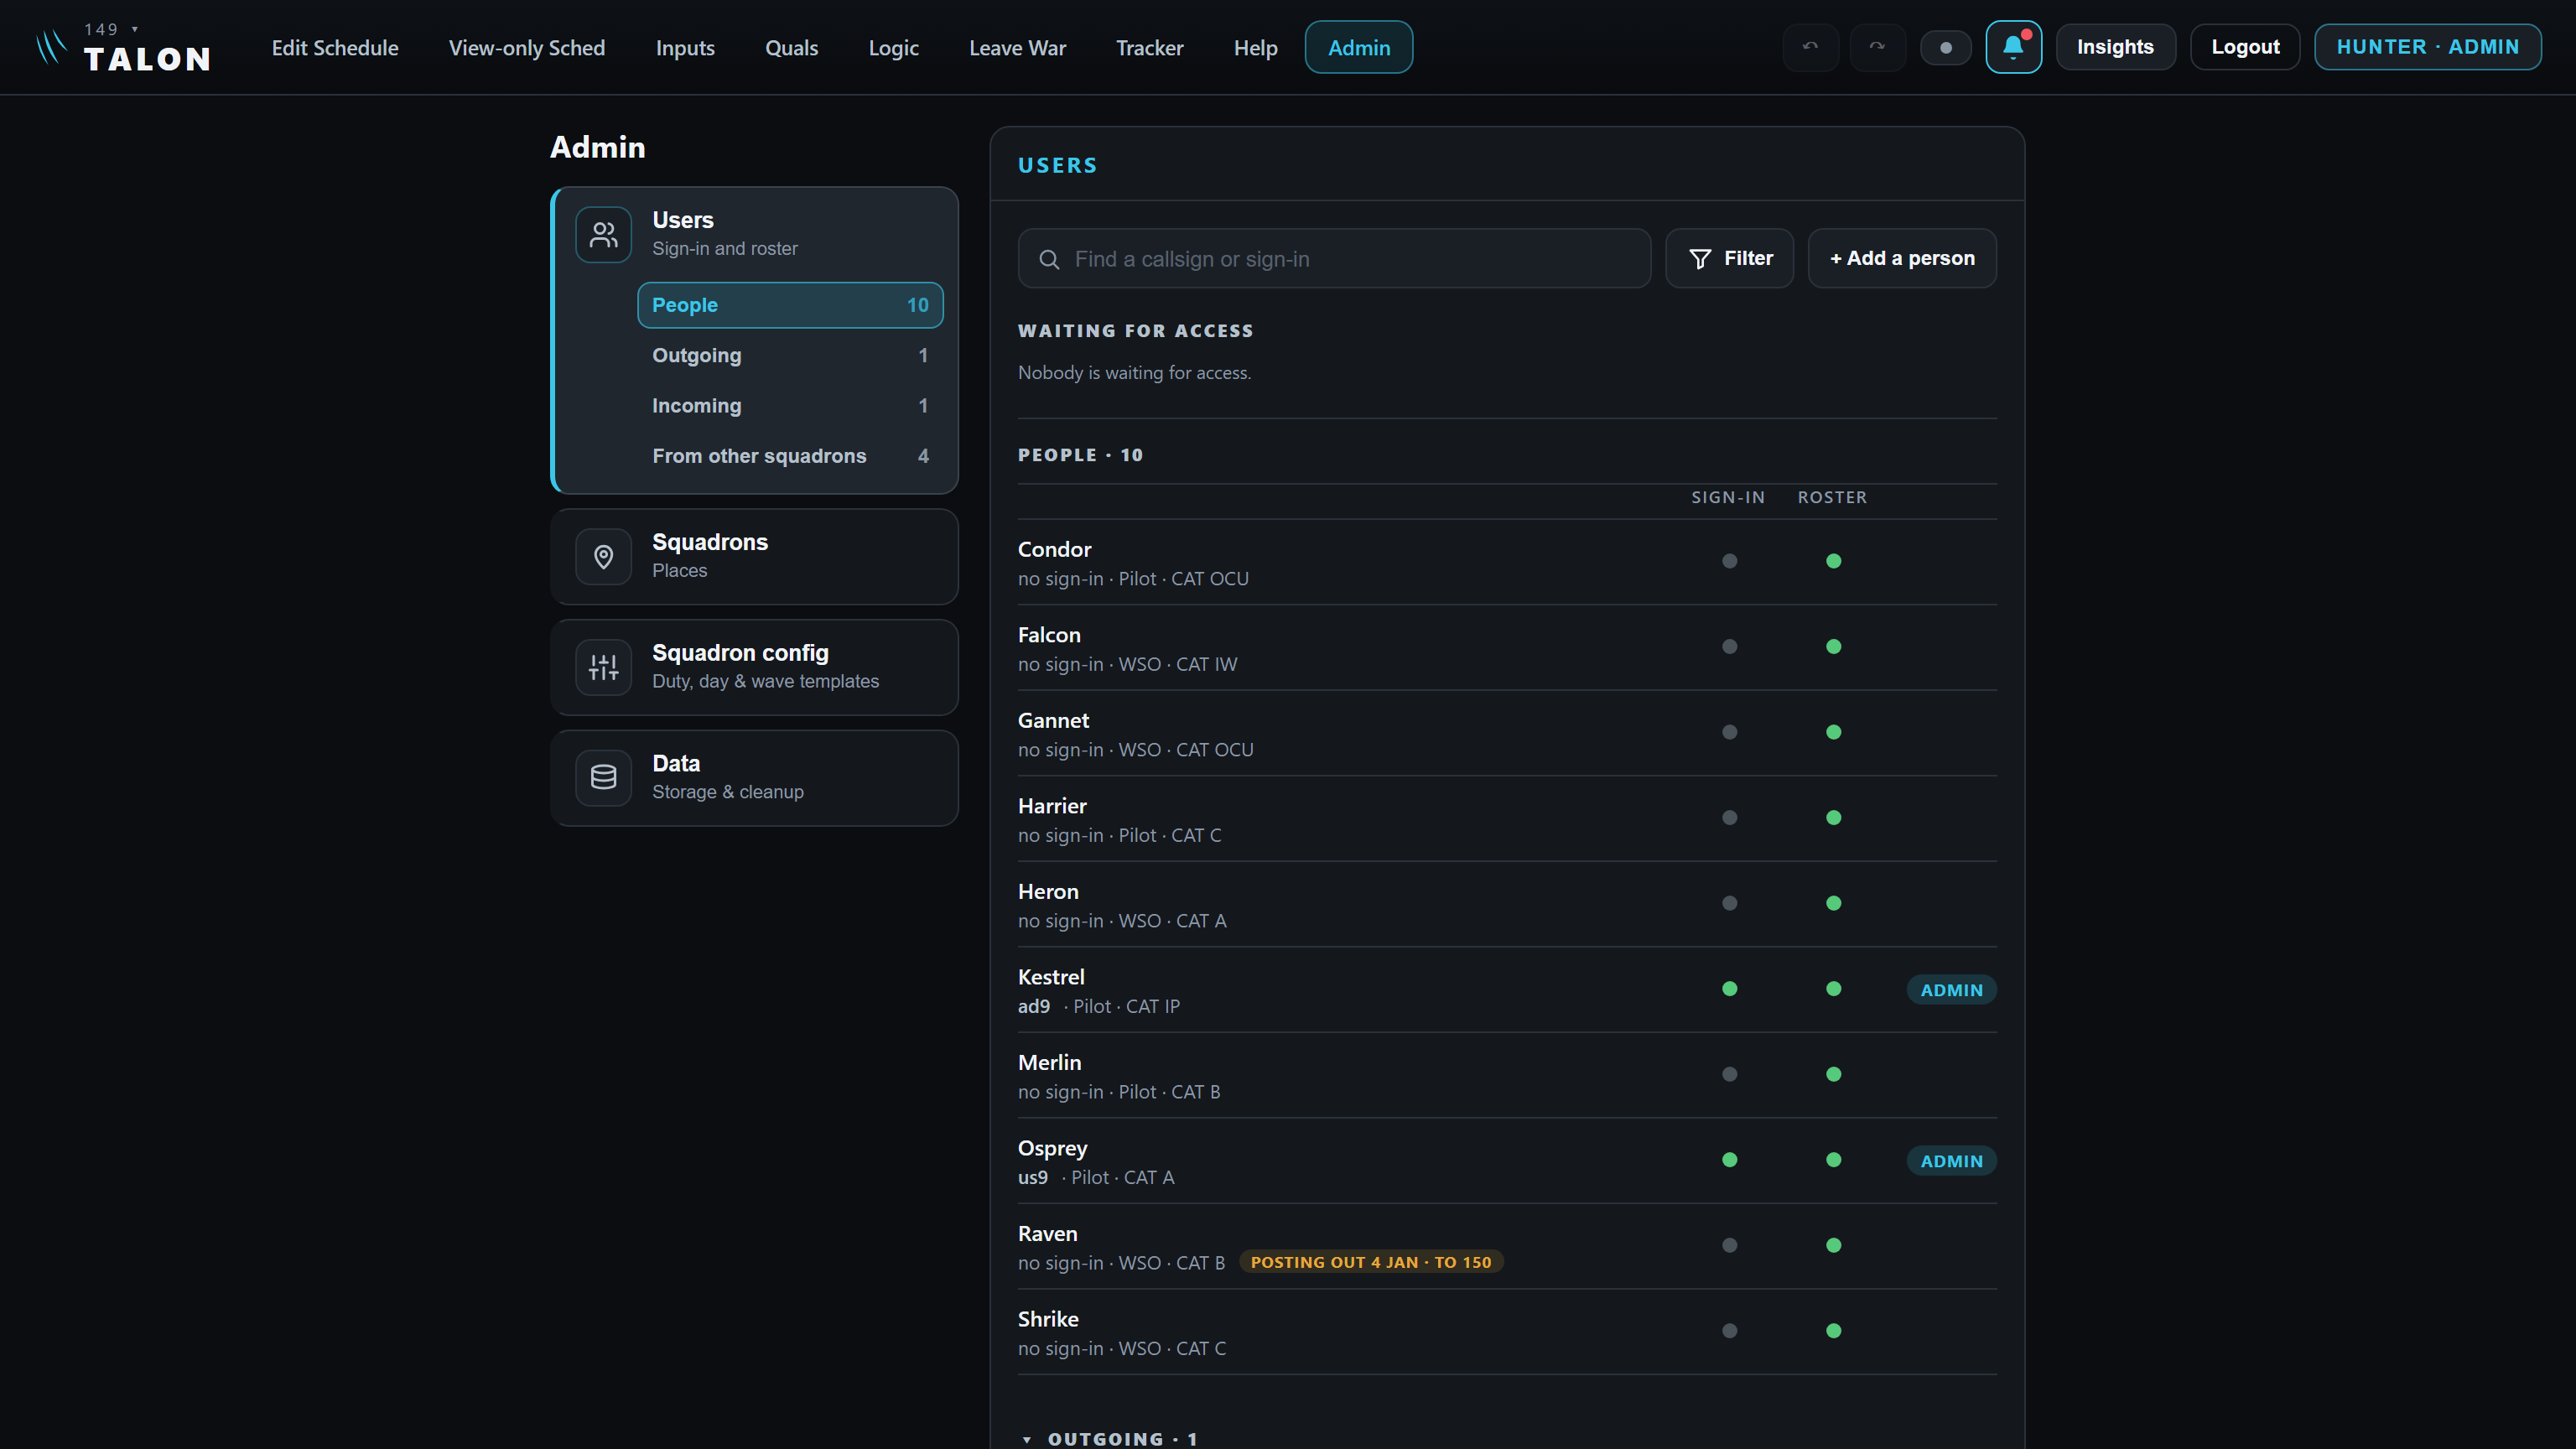 149 ▾
TALON
Edit Schedule
View-only Sched
Inputs
Quals
Logic
Leave War
Tracker
Help
Admin
Insights
Logout
HUNTER · ADMIN
Admin
Users
Sign-in and roster
People 10
Outgoing 1
Incoming 1
From other squadrons 4
Squadrons
Places
Squadron config
Duty, day & wave templates
Data
Storage & cleanup
USERS
Find a callsign or sign-in
Filter
+ Add a person
WAITING FOR ACCESS
Nobody is waiting for access.
PEOPLE · 10
SIGN-IN ROSTER
Condor
no sign-in · Pilot · CAT OCU
Falcon
no sign-in · WSO · CAT IW
Gannet
no sign-in · WSO · CAT OCU
Harrier
no sign-in · Pilot · CAT C
Heron
no sign-in · WSO · CAT A
Kestrel
ad9 · Pilot · CAT IP
ADMIN
Merlin
no sign-in · Pilot · CAT B
Osprey
us9 · Pilot · CAT A
ADMIN
Raven
no sign-in · WSO · CAT B POSTING OUT 4 JAN · TO 150
Shrike
no sign-in · WSO · CAT C
▾ OUTGOING · 1